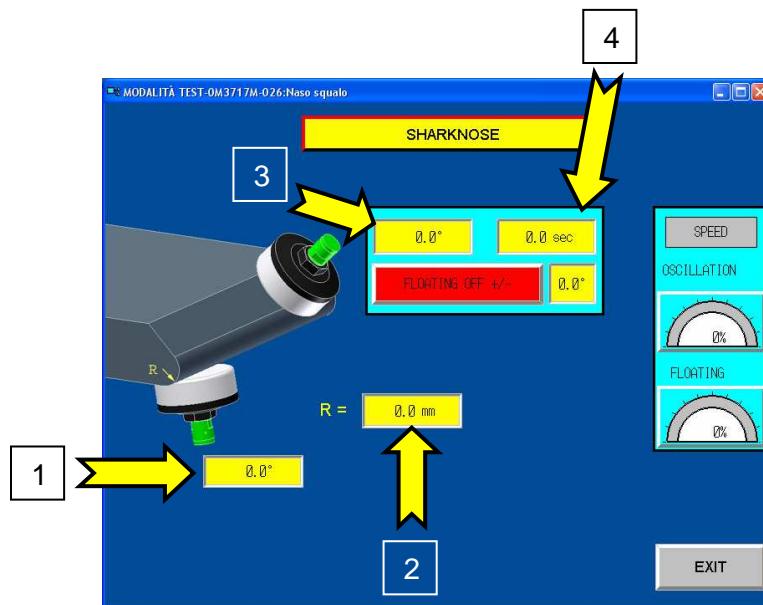 4
MODALITÀ TEST-0M3717M-026:Naso squalo
SHARKNOSE
3
0.0°
0.0 sec
FLOATING OFF +/-
0.0°
SPEED
OSCILLATION
0%
FLOATING
0%
R
R =
0.0 mm
1
0.0°
2
EXIT